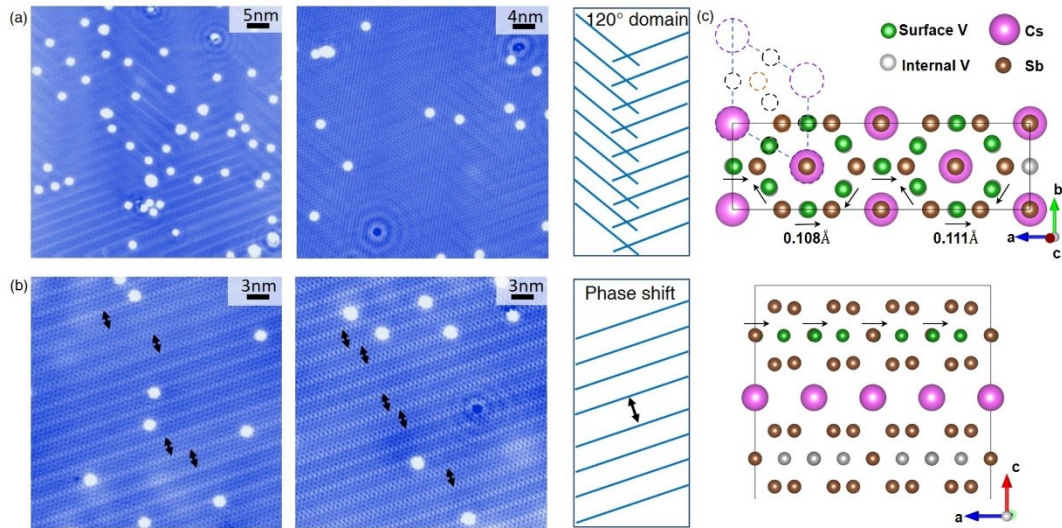 (a)
5nm
4nm
120° domain
(c)
Surface V
Cs
Internal V
Sb
0.108Å
0.111Å
b
a
c
(b)
3nm
3nm
Phase shift
c
a